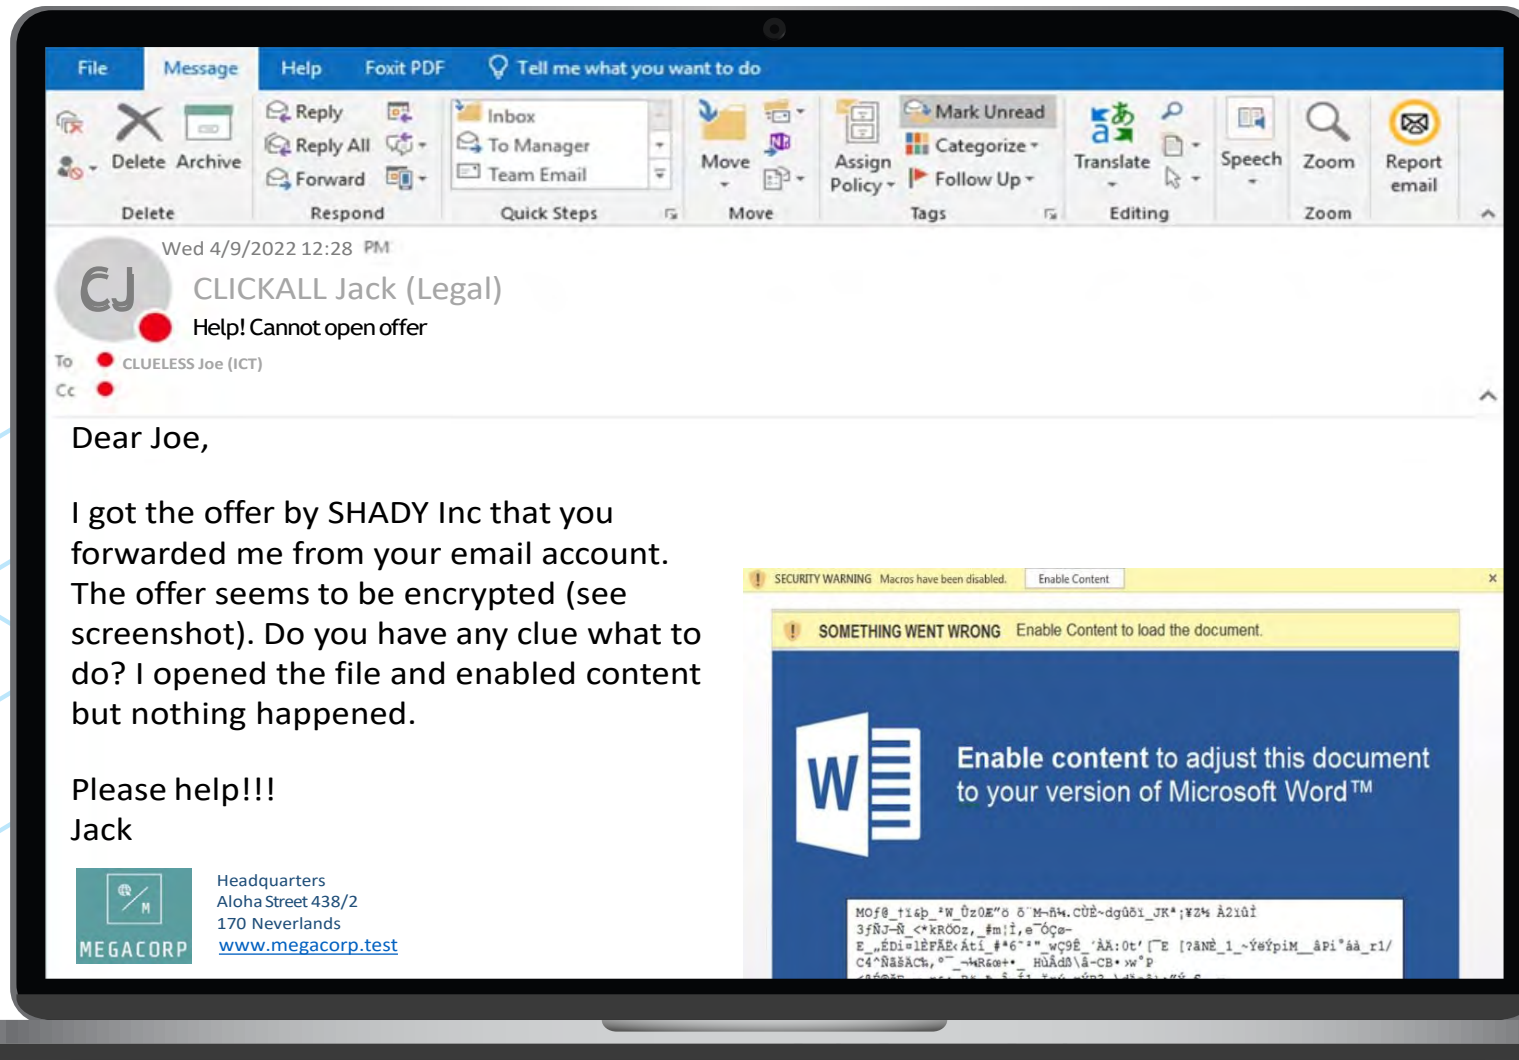 File Message Help Foxit PDF Tell me what you want to do
Delete Archive
Reply
Reply All
Forward
Inbox
To Manager
Team Email
Move
Assign Policy
Mark Unread
Categorize
Follow Up
Translate
Speech
Zoom
Report email
Delete Respond Quick Steps Move Tags Editing Zoom
Wed 4/9/2022 12:28 PM
CJ
CLICKALL Jack (Legal)
Help! Cannot open offer
To CLUELESS Joe (ICT)
Cc
Dear Joe,
I got the offer by SHADY Inc that you
forwarded me from your email account.
The offer seems to be encrypted (see
screenshot). Do you have any clue what to
do? I opened the file and enabled content
but nothing happened.
Please help!!!
Jack
M
MEGACORP
Headquarters
Aloha Street 438/2
170 Neverlands
www.megacorp.test
SECURITY WARNING Macros have been disabled. Enable Content
SOMETHING WENT WRONG Enable Content to load the document.
W
Enable content to adjust this document
to your version of Microsoft Word™